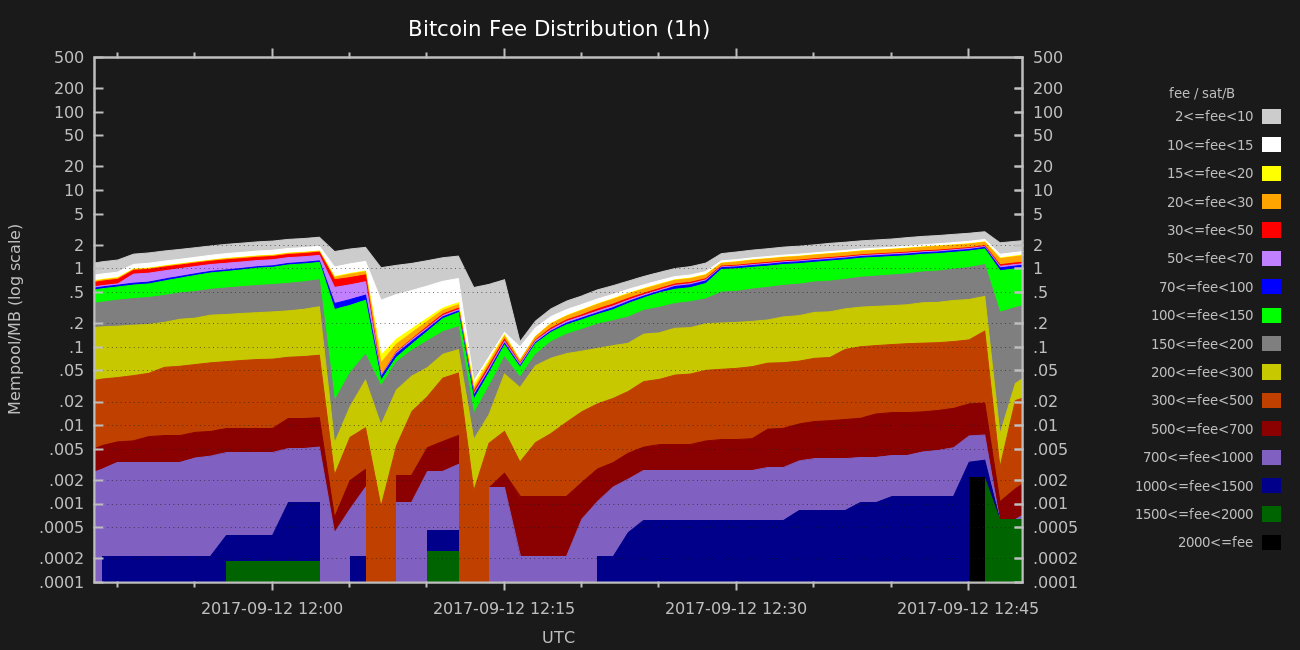 Bitcoin Fee Distribution (1h)
500 500
200 200
100 100
50 50
20 20
10 10
5 5
2 2
1 1
.5 .5
.2 .2
.1 .1
.05 .05
.02 .02
.01 .01
.005 .005
.002 .002
.001 .001
.0005 .0005
.0002 .0002
.0001 .0001
Mempool/MB (log scale)
2017-09-12 12:00 2017-09-12 12:15 2017-09-12 12:30 2017-09-12 12:45
UTC
fee / sat/B
2<=fee<10
10<=fee<15
15<=fee<20
20<=fee<30
30<=fee<50
50<=fee<70
70<=fee<100
100<=fee<150
150<=fee<200
200<=fee<300
300<=fee<500
500<=fee<700
700<=fee<1000
1000<=fee<1500
1500<=fee<2000
2000<=fee